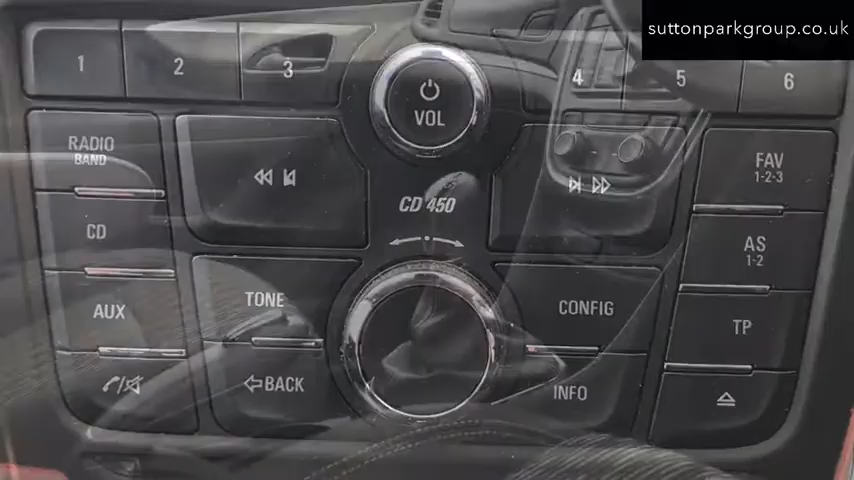 suttonparkgroup.co.uk
1 2 3 4 5 6
VOL
RADIO
BAND
FAV
1-2-3
CD 450
CD
AS
1-2
AUX
TONE
CONFIG
TP
BACK
INFO